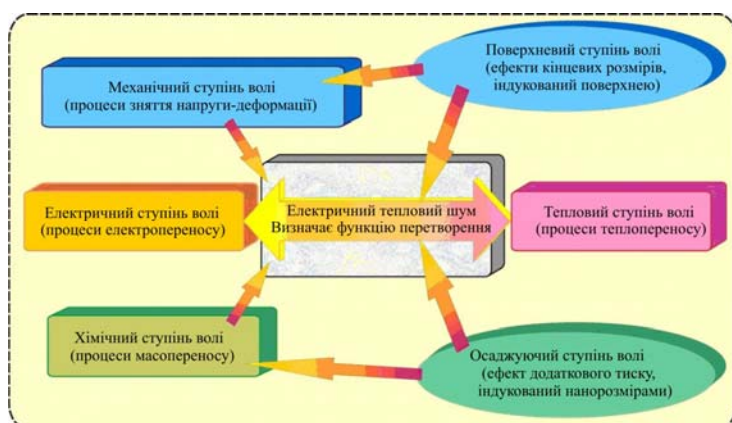 Поверхневий ступінь волі
(ефекти кінцевих розмірів,
індукований поверхнею)
Механічний ступінь волі
(процеси зняття напруги-деформації)
Електричний ступінь волі
(процеси електропереносу)
Електричний тепловий шум
Визначає функцію перетворення
Тепловий ступінь волі
(процеси теплопереносу)
Хімічний ступінь волі
(процеси масопереносу)
Осаджуючий ступінь волі
(ефект додаткового тиску,
індукований нанорозмірами)